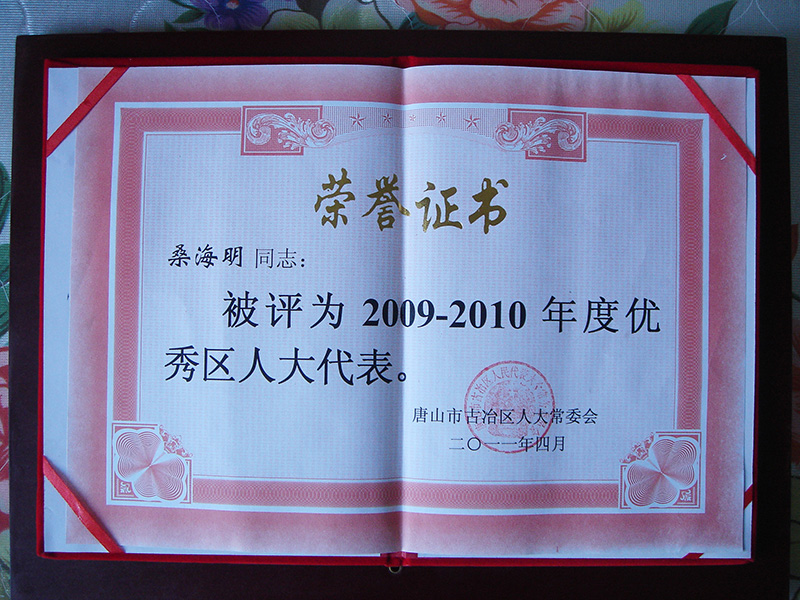 荣誉证书
桑海明 同志：
被评为 2009-2010 年度优
秀区人大代表。
唐山市古冶区人大常委会
二〇一一年四月